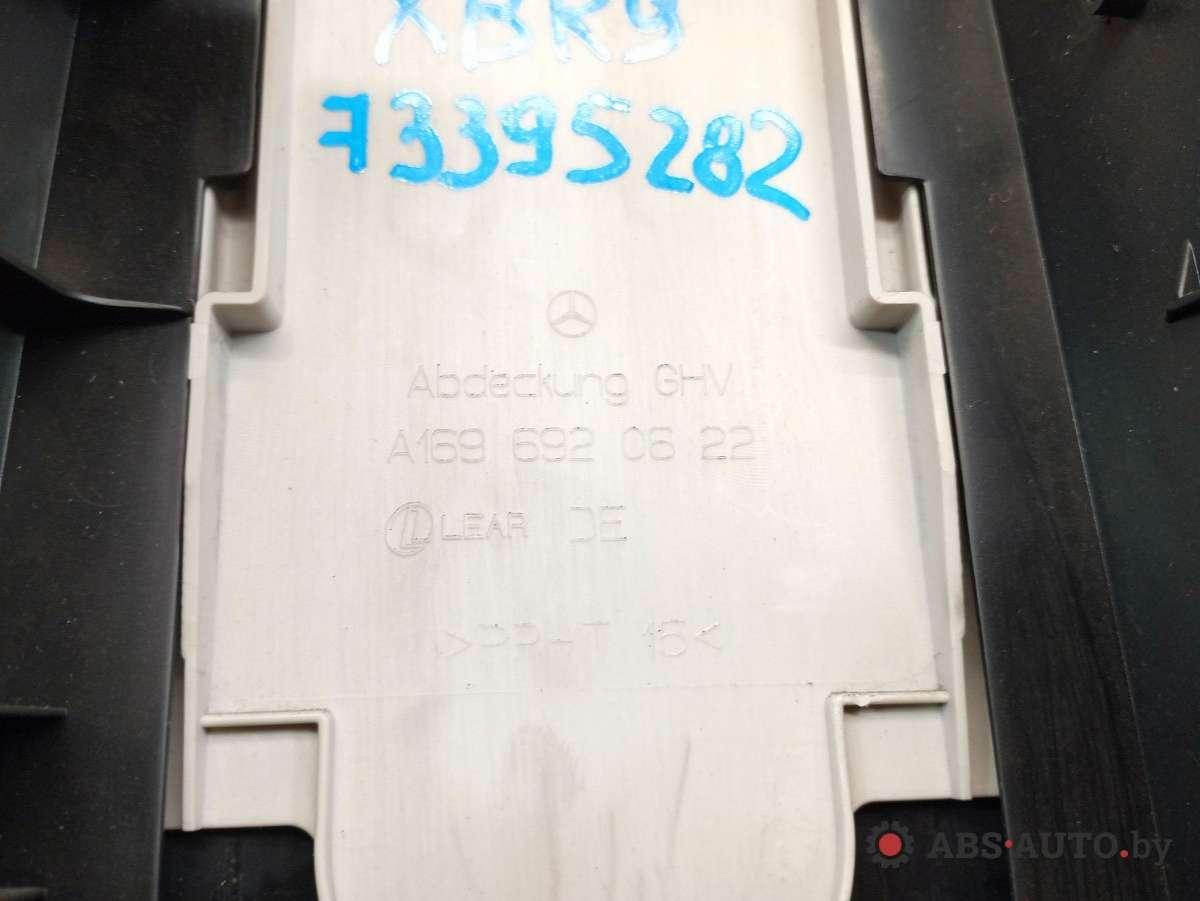 XBR9
73395282
Abdeckung GHV
A169 692 06 22
LEAR DE
>PP-T 15<
ABS-AUTO.by